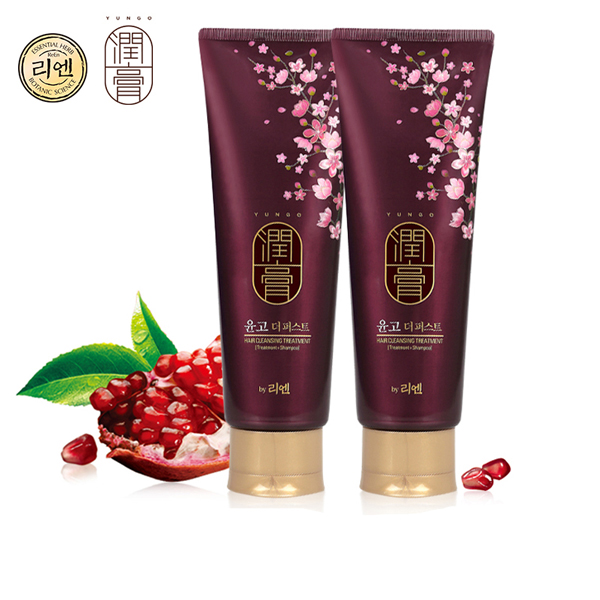 ESSENTIAL HERB
ReEn
리엔
BOTANIC SCIENCE
YUNGO
潤
膏
YUNGO
潤
膏
윤고 더퍼스트
HAIR CLEANSING TREATMENT
[Treatment+Shampoo]
by 리엔
YUNGO
潤
膏
윤고 더퍼스트
HAIR CLEANSING TREATMENT
[Treatment+Shampoo]
by 리엔